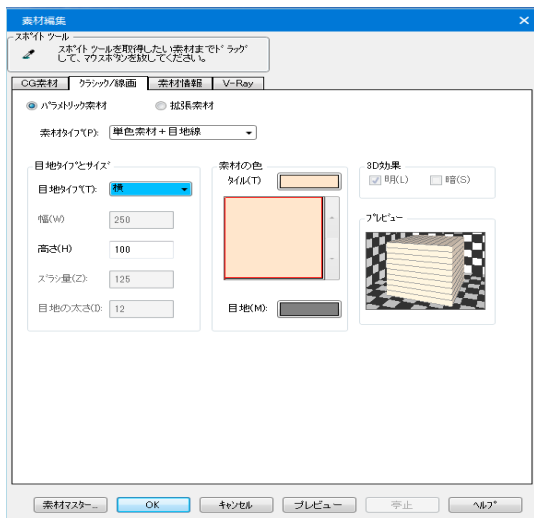 素材編集
スポイト ツール
スポイト ツールを取得したい素材までドラッグ
して、マウスボタンを放してください。
CG素材 クラシック/線画 素材情報 V-Ray
パラメトリック素材 拡張素材
素材タイプ(P): 単色素材+目地線
目地タイプとサイズ 素材の色 3D効果
目地タイプ(T): 横 タイル(T) 明(L) 暗(S)
幅(W) 250 プレビュー
高さ(H) 100
ズラシ量(Z): 125
目地の太さ(I): 12 目地(M):
素材マスター... OK キャンセル プレビュー 停止 ヘルプ